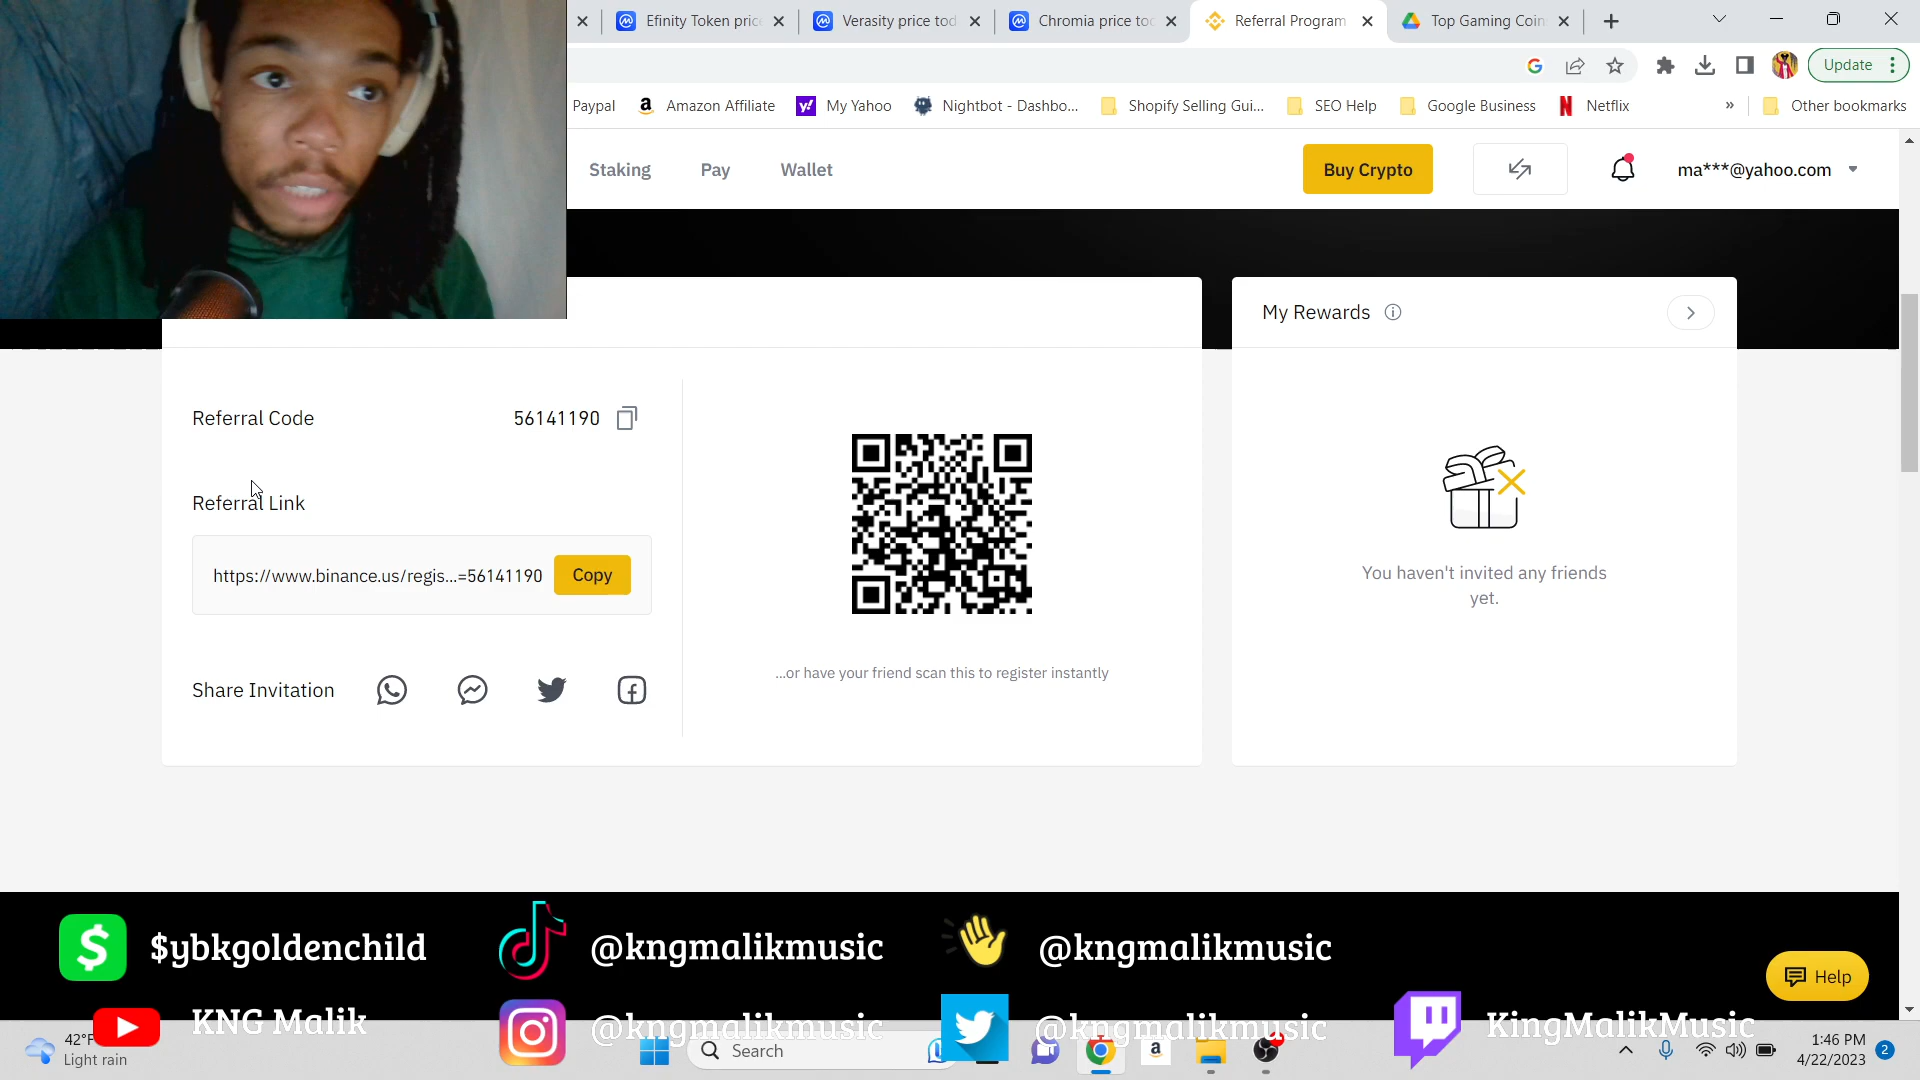 Efinity Token pric
Verasity price tod
Chromia price toc
Referral Program
Top Gaming Coin
Update
Paypal
Amazon Affiliate
My Yahoo
Nightbot - Dashbo...
Shopify Selling Gui...
SEO Help
Google Business
Netflix
»
Other bookmarks
Staking
Pay
Wallet
Buy Crypto
ma***@yahoo.com
My Rewards
Referral Code
56141190
Referral Link
https://www.binance.us/regis...=56141190
Copy
You haven't invited any friends
yet.
...or have your friend scan this to register instantly
Share Invitation
$ybkgoldenchild
@kngmalikmusic
@kngmalikmusic
Help
KNG Malik
@kngmalikmusic
@kngmalikmusic
KingMalikMusic
42°F
Light rain
Search
1:46 PM
4/22/2023
2